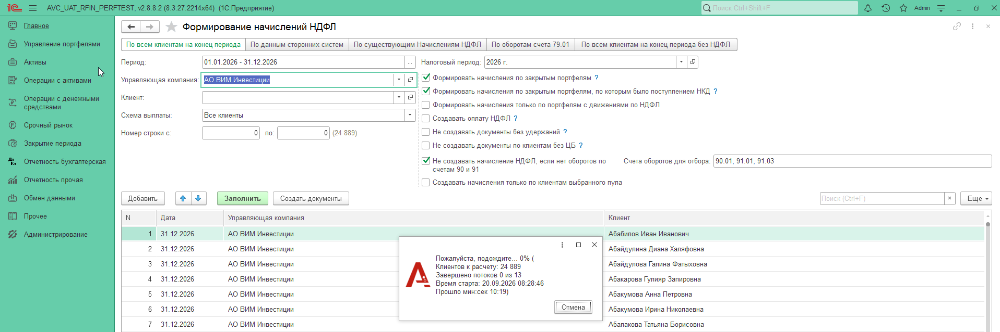 AVC_UAT_RFIN_PERFTEST, v2.8.8.2 (8.3.27.2214x64) (1С:Предприятие)
Поиск Ctrl+Shift+F
Admin
Главное
Управление портфелями
Активы
Операции с активами
Операции с денежными
средствами
Срочный рынок
Закрытие периода
Отчетность бухгалтерская
Отчетность прочая
Обмен данными
Прочее
Администрирование
Формирование начислений НДФЛ
По всем клиентам на конец периода
По данным сторонних систем
По существующим Начислениям НДФЛ
По оборотам счета 79.01
По всем клиентам на конец периода без НДФЛ
Период: 01.01.2026 - 31.12.2026 ...
Управляющая компания: АО ВИМ Инвестиции
Клиент:
Схема выплаты: Все клиенты
Номер строки с: 0 по: 0 (24 889)
Налоговый период: 2026 г.
Формировать начисления по закрытым портфелям ?
Формировать начисления по закрытым портфелям, по которым было поступлением НКД ?
Формировать начисления только по портфелям с движениями по НДФЛ
Создавать оплату НДФЛ ?
Не создавать документы без удержаний ?
Не создавать документы по клиентам без ЦБ ?
Не создавать начисление НДФЛ, если нет оборотов по
счетам 90 и 91
Счета оборотов для отбора: 90.01, 91.01, 91.03
Создавать начисления только по клиентам выбранного пула
Добавить
Заполнить
Создать документы
Поиск (Ctrl+F)
×
Еще
N Дата Управляющая компания Клиент
1 31.12.2026 АО ВИМ Инвестиции Абабилов Иван Иванович
2 31.12.2026 АО ВИМ Инвестиции Абайдулина Диана Халяфовна
3 31.12.2026 АО ВИМ Инвестиции Абайдулова Галина Фатыховна
4 31.12.2026 АО ВИМ Инвестиции Абакарова Гулияр Запировна
5 31.12.2026 АО ВИМ Инвестиции Абакумова Анна Петровна
6 31.12.2026 АО ВИМ Инвестиции Абакумова Ирина Николаевна
7 31.12.2026 АО ВИМ Инвестиции Абалакова Татьяна Борисовна
Пожалуйста, подождите... 0% (
Клиентов к расчету: 24 889
Завершено потоков 0 из 13
Время старта: 20.09.2026 08:28:46
Прошло мин:сек 10:19)
Отмена